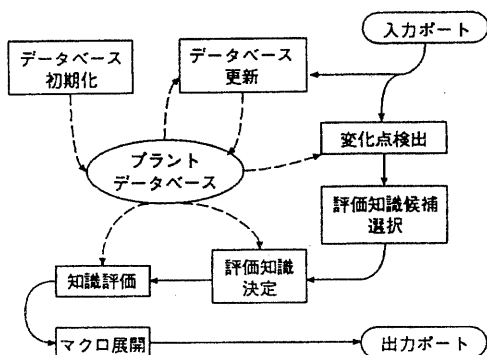 入力ポート
データベース
初期化
データベース
更新
変化点検出
プラント
データベース
評価知識候補
選択
知識評価
評価知識
決定
マクロ展開
出力ポート